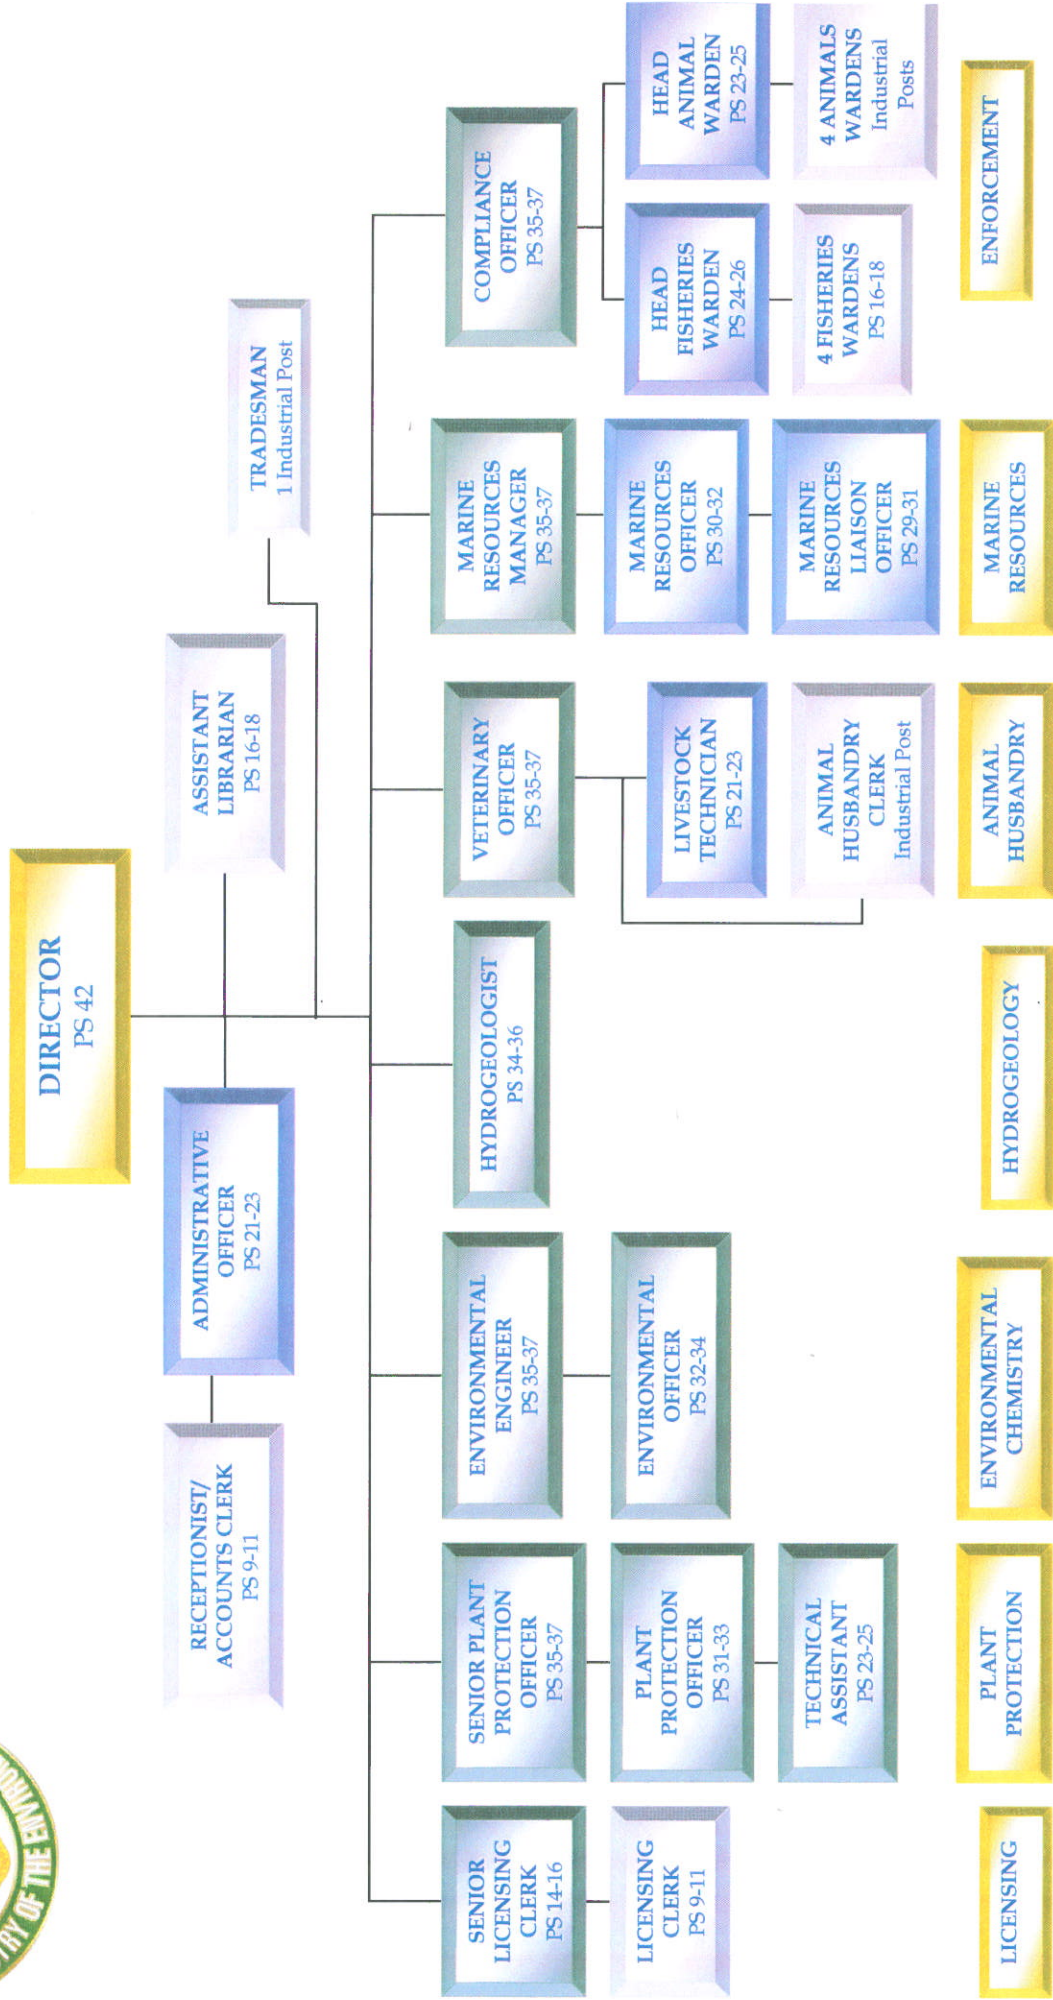 RY OF THE ENVIRON
DIRECTOR
PS 42
RECEPTIONIST/
ACCOUNTS CLERK
PS 9-11
ADMINISTRATIVE
OFFICER
PS 21-23
ASSISTANT
LIBRARIAN
PS 16-18
TRADESMAN
1 Industrial Post
SENIOR
LICENSING
CLERK
PS 14-16
LICENSING
CLERK
PS 9-11
SENIOR PLANT
PROTECTION
OFFICER
PS 35-37
PLANT
PROTECTION
OFFICER
PS 31-33
TECHNICAL
ASSISTANT
PS 23-25
ENVIRONMENTAL
ENGINEER
PS 35-37
ENVIRONMENTAL
OFFICER
PS 32-34
HYDROGEOLOGIST
PS 34-36
VETERINARY
OFFICER
PS 35-37
LIVESTOCK
TECHNICIAN
PS 21-23
ANIMAL
HUSBANDRY
CLERK
Industrial Post
MARINE
RESOURCES
MANAGER
PS 35-37
MARINE
RESOURCES
OFFICER
PS 30-32
MARINE
RESOURCES
LIAISON
OFFICER
PS 29-31
COMPLIANCE
OFFICER
PS 35-37
HEAD
FISHERIES
WARDEN
PS 24-26
HEAD
ANIMAL
WARDEN
PS 23-25
4 FISHERIES
WARDENS
PS 16-18
4 ANIMALS
WARDENS
Industrial
Posts
LICENSING
PLANT
PROTECTION
ENVIRONMENTAL
CHEMISTRY
HYDROGEOLOGY
ANIMAL
HUSBANDRY
MARINE
RESOURCES
ENFORCEMENT